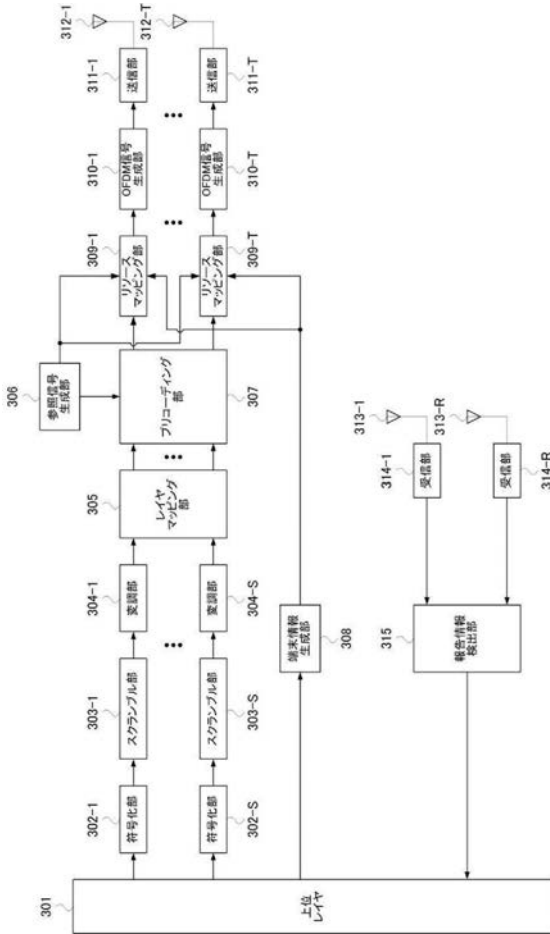 301
上位
レイヤ
302-1
符号化部
302-S
符号化部
303-1
スクランブル部
303-S
スクランブル部
304-1
変調部
304-S
変調部
305
レイヤ
マッピング
部
306
参照信号
生成部
307
プリコーディング
部
308
端末情報
生成部
309-1
リソース
マッピング部
309-T
リソース
マッピング部
310-1
OFDM信号
生成部
310-T
OFDM信号
生成部
311-1
送信部
311-T
送信部
312-1
312-T
313-1
313-R
314-1
受信部
314-R
受信部
315
報告情報
検出部